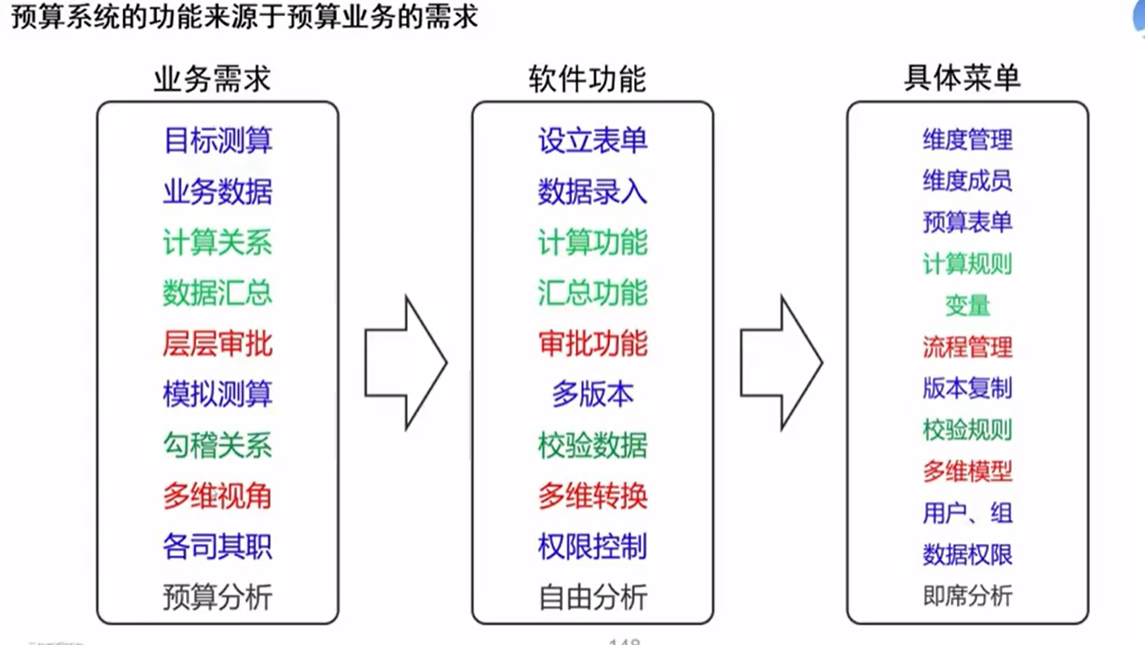 预算系统的功能来源于预算业务的需求
业务需求
目标测算
业务数据
计算关系
数据汇总
层层审批
模拟测算
勾稽关系
多维视角
各司其职
预算分析
软件功能
设立表单
数据录入
计算功能
汇总功能
审批功能
多版本
校验数据
多维转换
权限控制
自由分析
具体菜单
维度管理
维度成员
预算表单
计算规则
变量
流程管理
版本复制
校验规则
多维模型
用户、组
数据权限
即席分析